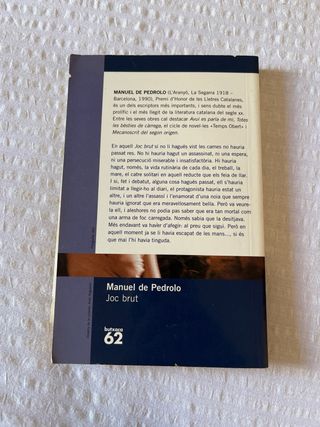 MANUEL DE PEDROLO (L'Aranyó, La Segarra 1918 –
Barcelona, 1990), Premi d'Honor de les Lletres Catalanes,
és un dels escriptors més importants, i sens dubte el més
prolífic i el més llegit de la literatura catalana del segle XX.
Entre les seves obres cal destacar Avui es parla de mi, Totes
les bèsties de càrrega, el cicle de novel·les «Temps Obert» i
Mecanoscrit del segon origen.
En aquell Joc brut si no li hagués vist les cames no hauria
passat res. No hi hauria hagut un assassinat, ni una espera,
ni una persecució miserable i insatisfactòria. Hi hauria
hagut, només, la vida rutinària de cada dia, el treball, la
mare, el catre solitari en aquell reducte que els feia de llar.
I si, fet i debatut, alguna cosa hagués passat, ell s'hauria
limitat a llegir-ho al diari, el protagonista hauria estat un
altre, i un altre s'hauria enamorat d'una noia que sempre
hauria ignorat que era meravellosament bella. Però va veure-
la ell, i aleshores no podia pas saber que era tan mortal com
una arma de foc carregada. Només sabia que la desitjava.
Més endavant va haver d'afegir: al preu que sigui. Però en
aquell moment ja se li havia escapat de les mans..., si és
que mai l'hi havia tinguda.
Manuel de Pedrolo
Joc brut
butxaca
62